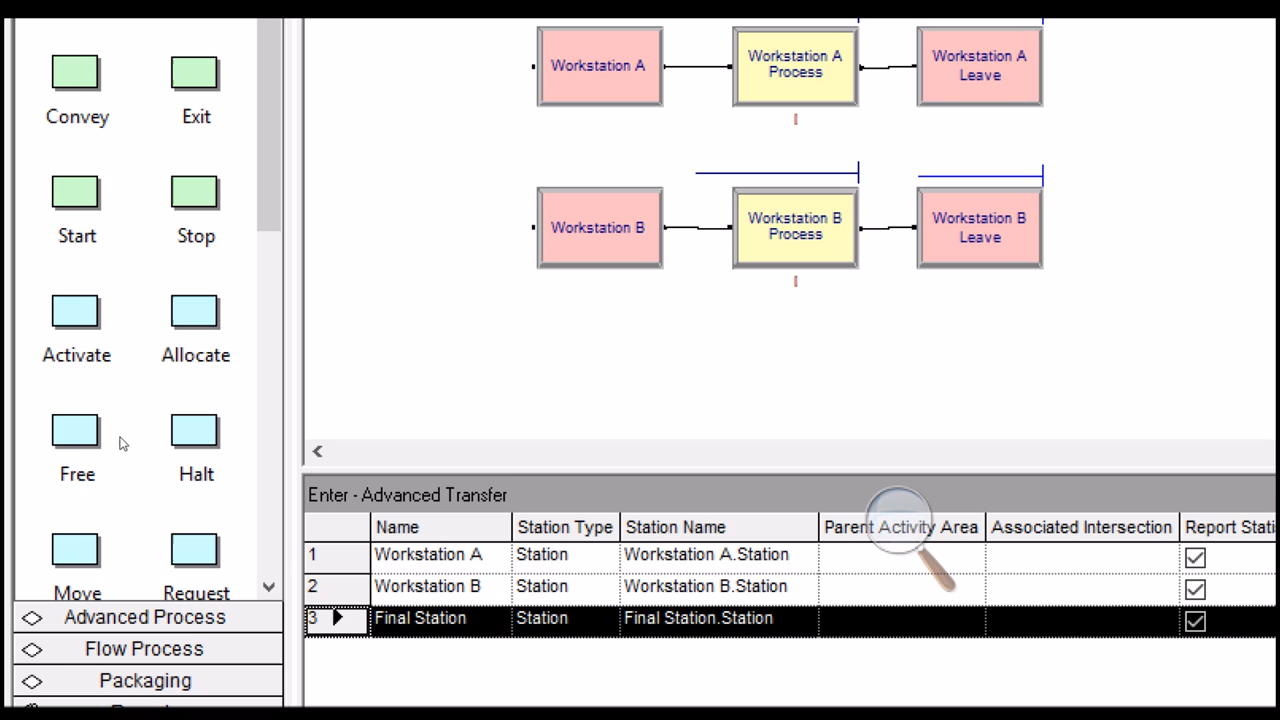 Convey Exit
Start Stop
Activate Allocate
Free Halt
Move Request
Advanced Process
Flow Process
Packaging
Workstation A
Workstation A
Process
Workstation A
Leave
Workstation B
Workstation B
Process
Workstation B
Leave
Enter - Advanced Transfer
Name Station Type Station Name Parent Activity Area Associated Intersection Report Stati
1 Workstation A Station Workstation A.Station
2 Workstation B Station Workstation B.Station
3 Final Station Station Final Station.Station